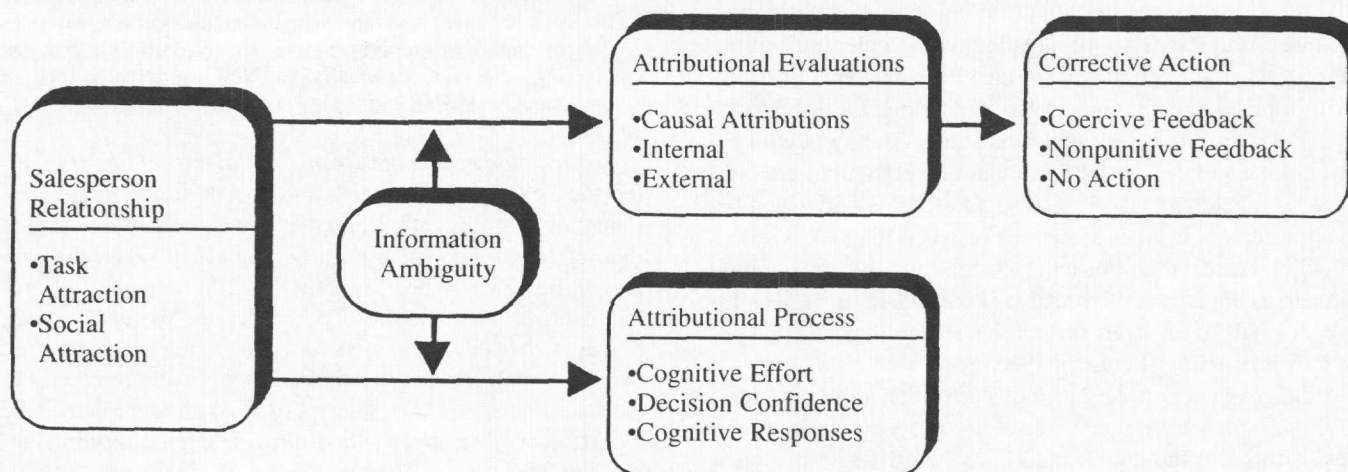 Salesperson
Relationship
•Task
Attraction
•Social
Attraction
Information
Ambiguity
Attributional Evaluations
•Causal Attributions
•Internal
•External
Corrective Action
•Coercive Feedback
•Nonpunitive Feedback
•No Action
Attributional Process
•Cognitive Effort
•Decision Confidence
•Cognitive Responses